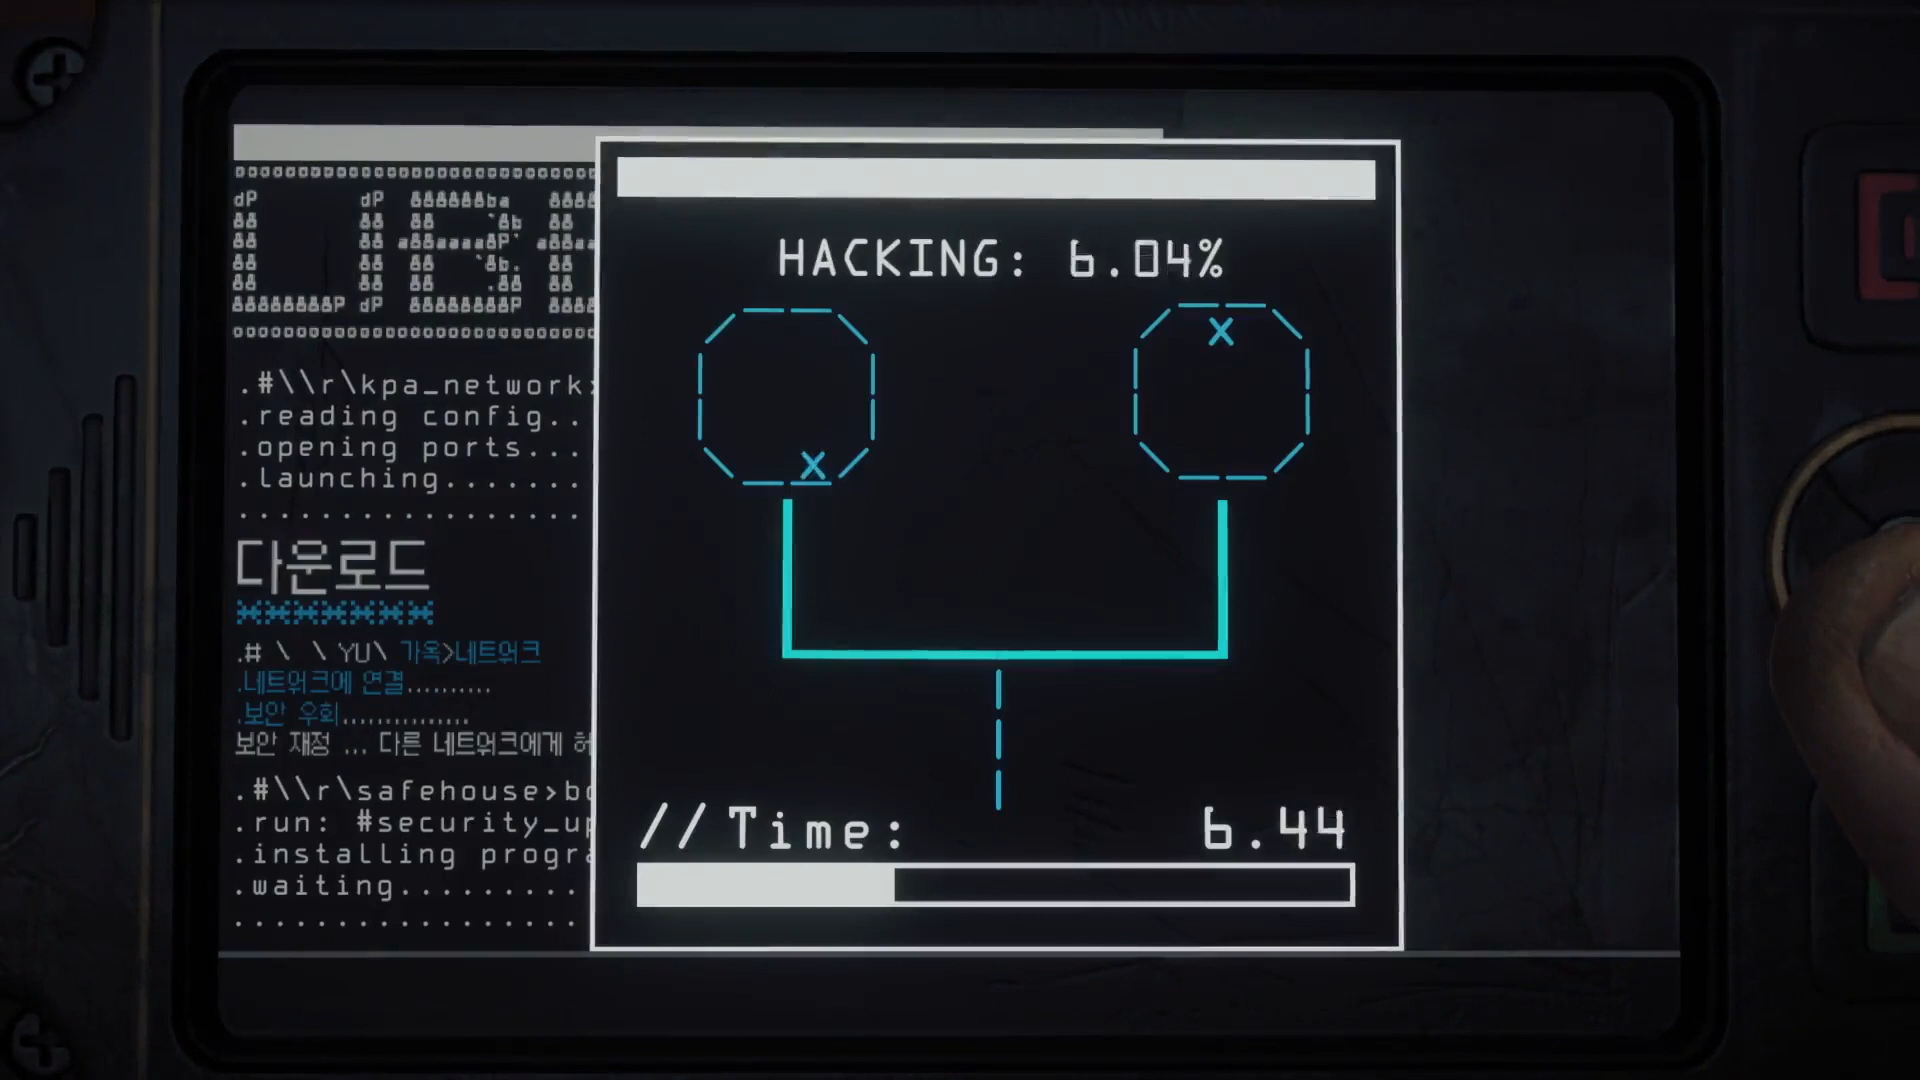 HACKING: 6.04%
.#\\r\kpa_network>
.reading config..
.opening ports...
.launching.......
.................
다운로드
.# \ \ YU\ 가옥>네트워크
.네트워크에 연결..........
.보안 우회...............
보안 재정 ... 다른 네트워크에게 허
.#\\r\safehouse>bo
.run: #security_up
.installing progra
.waiting.........
.................
// Time: 6.44